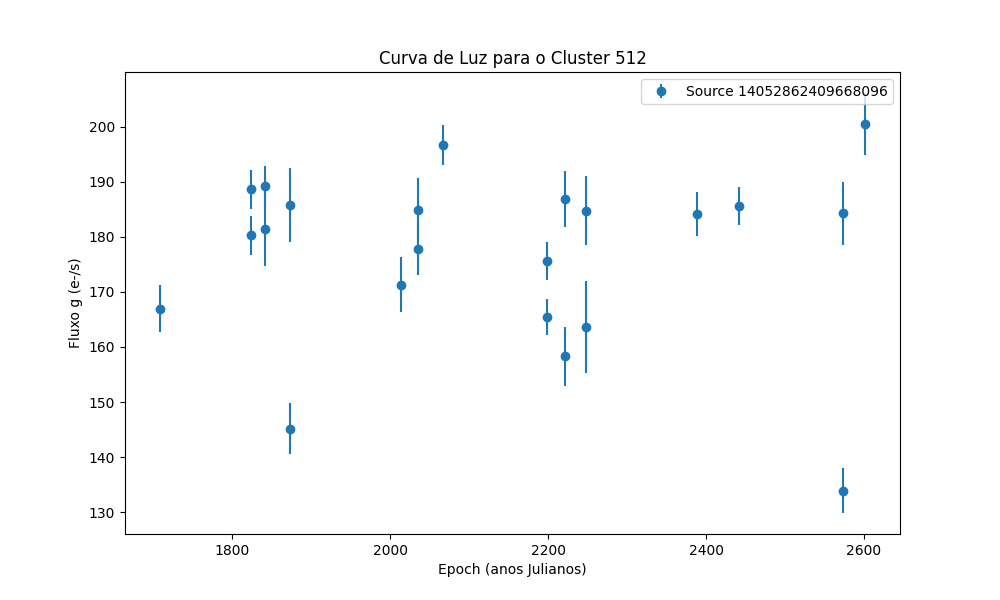 Curva de Luz para o Cluster 512
Source 14052862409668096
Fluxo g (e-/s)
200
190
180
170
160
150
140
130
1800 2000 2200 2400 2600
Epoch (anos Julianos)